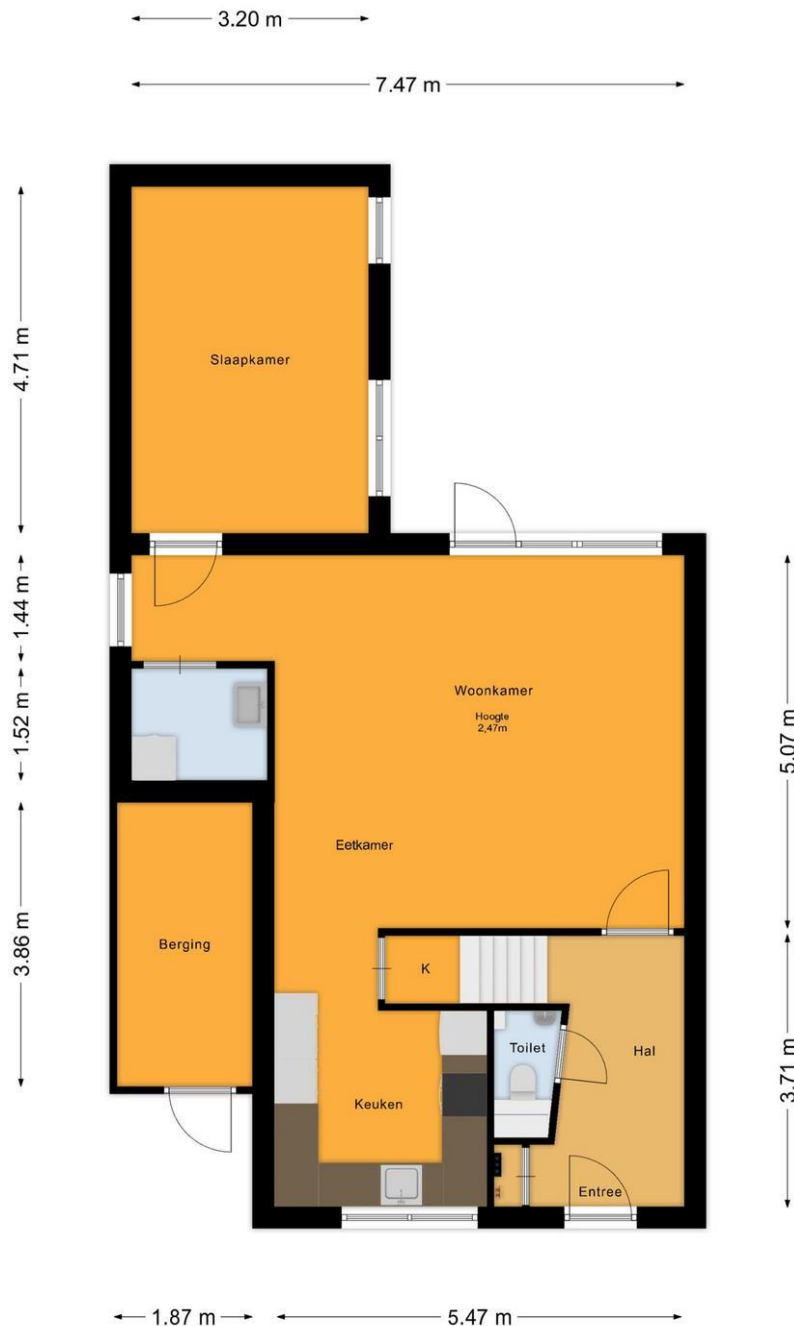 3.20 m
7.47 m
4.71 m
Slaapkamer
1.44 m
Woonkamer
Hoogte
2,47m
1.52 m
5.07 m
Eetkamer
3.86 m
Berging
K
Toilet
Hal
3.71 m
Keuken
Entree
1.87 m
5.47 m